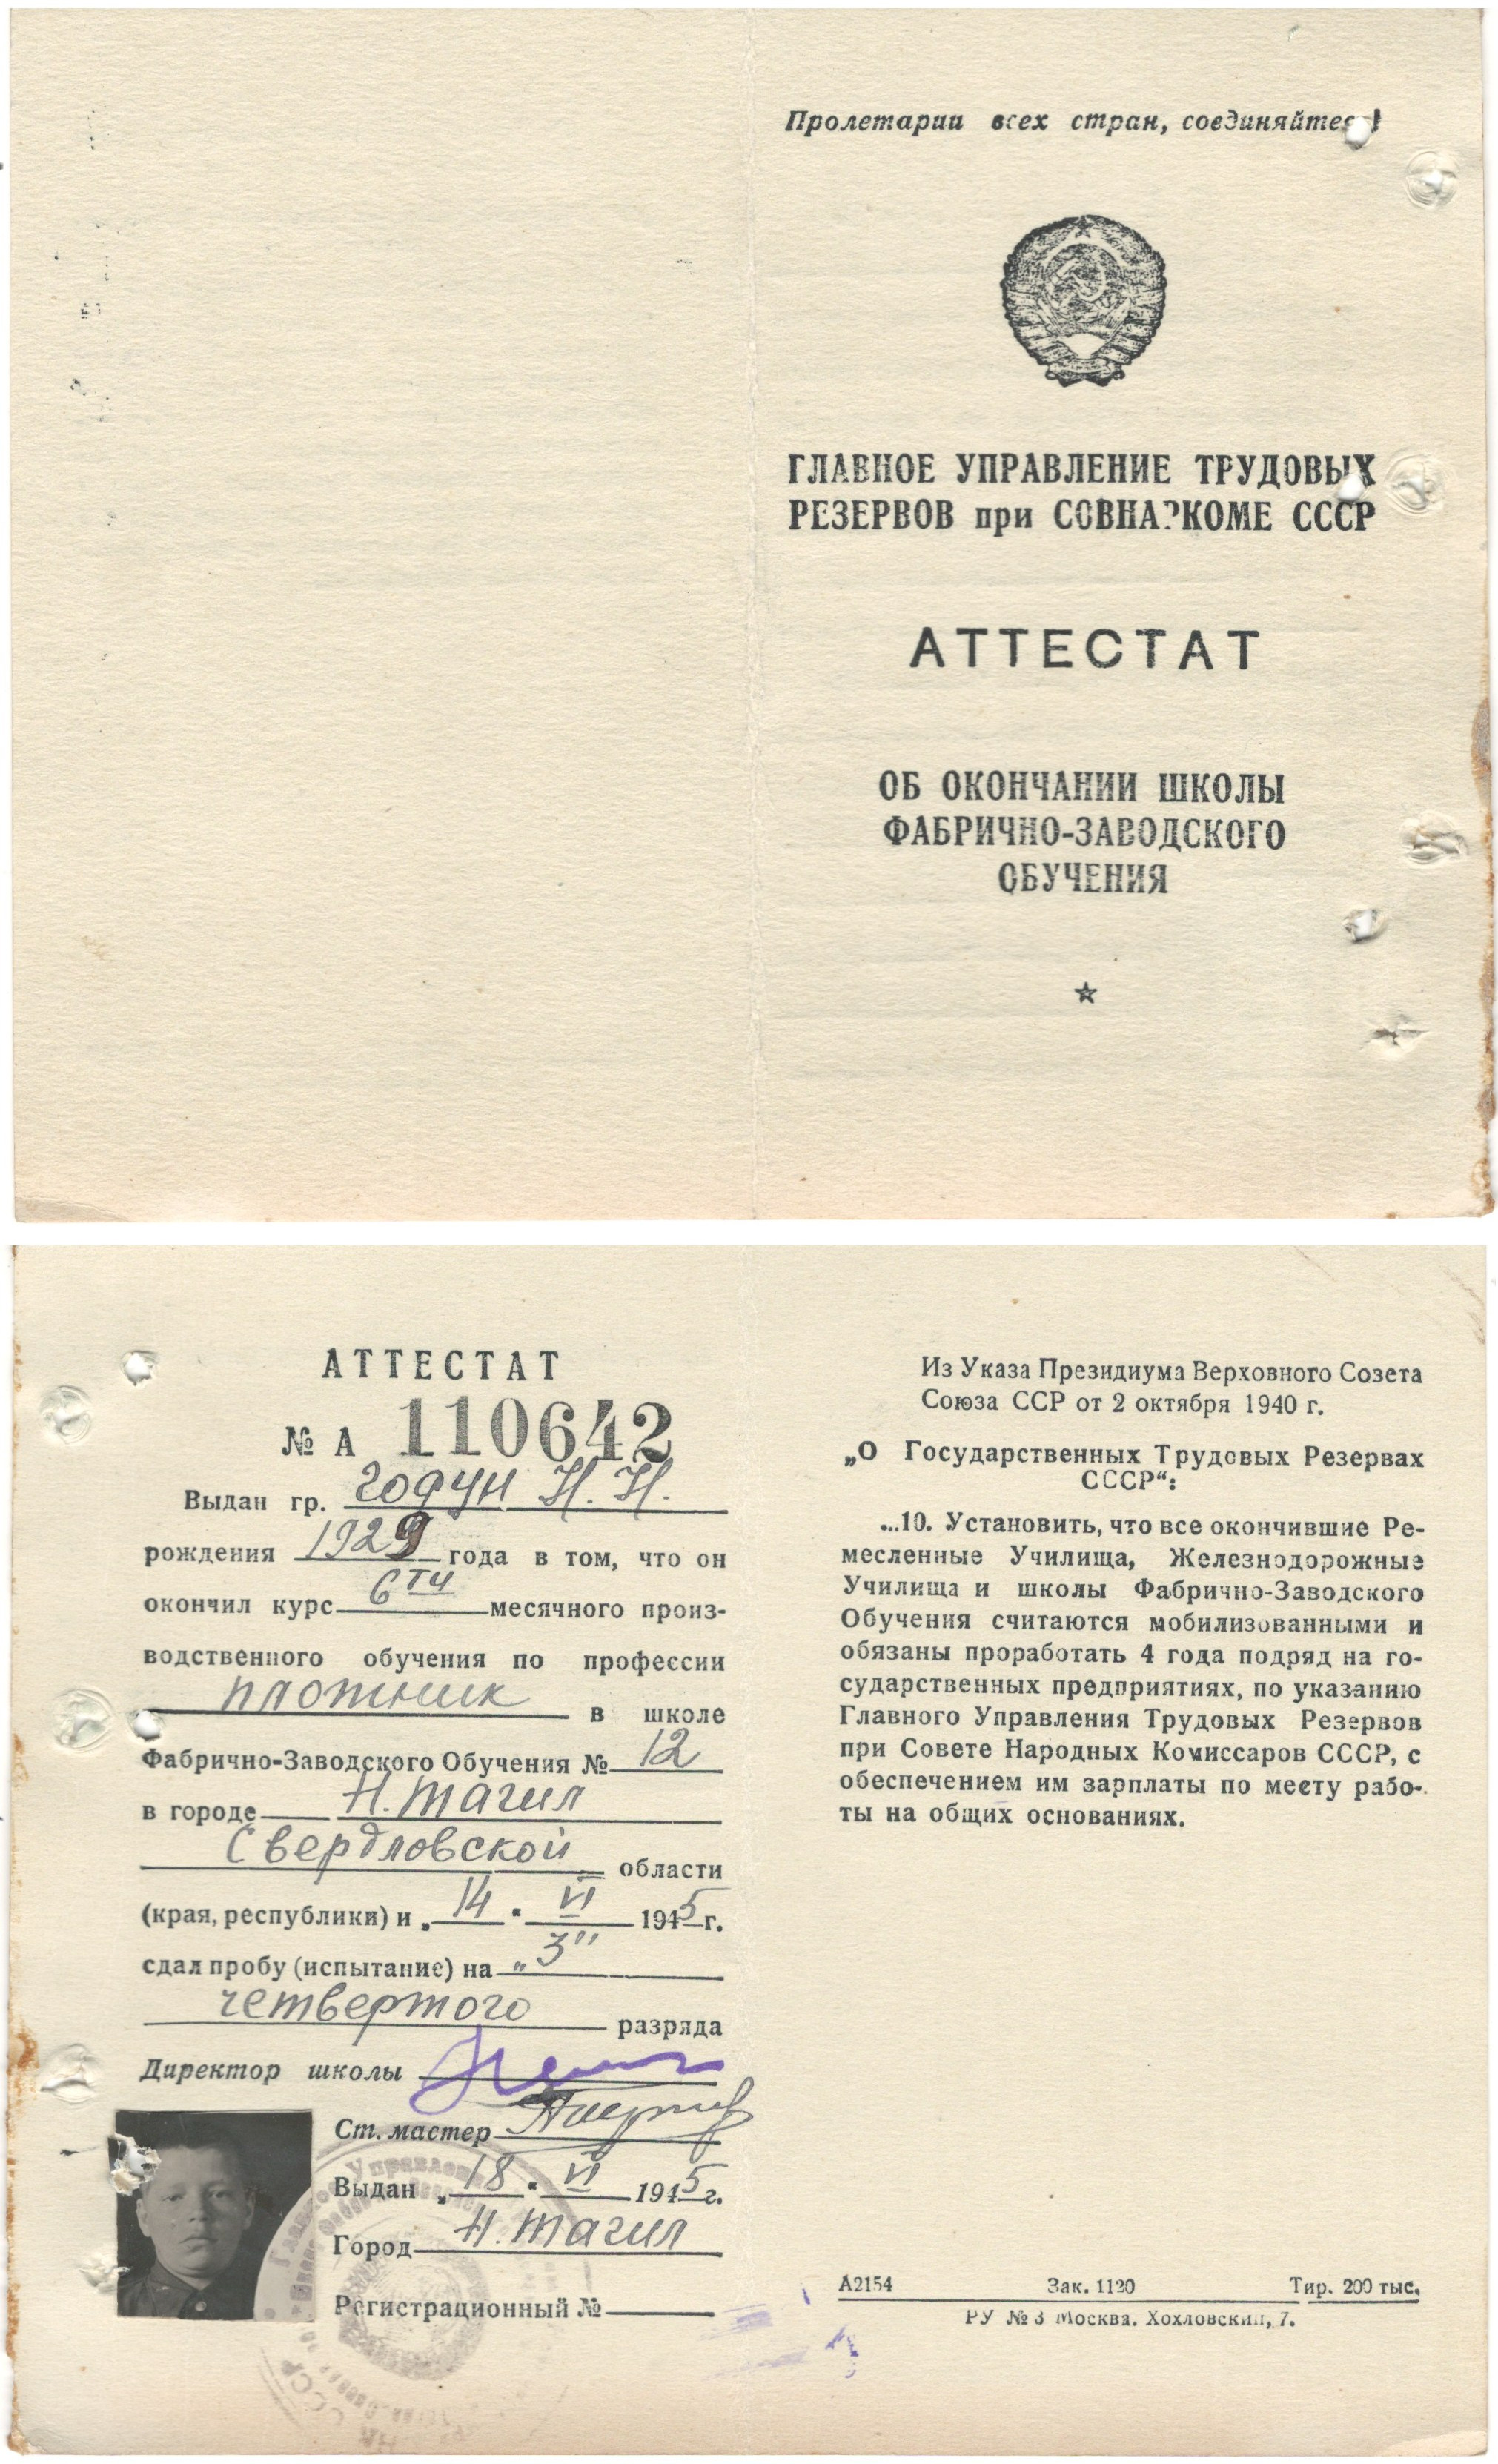 Пролетарии всех стран, соединяйтесь!
ГЛАВНОЕ УПРАВЛЕНИЕ ТРУДОВЫХ
РЕЗЕРВОВ при СОВНАРКОМЕ СССР
АТТЕСТАТ
ОБ ОКОНЧАНИИ ШКОЛЫ
ФАБРИЧНО-ЗАВОДСКОГО
ОБУЧЕНИЯ
АТТЕСТАТ
№ А 110642
Выдан гр. Годун Н. Н.
рождения 1929 года в том, что он
окончил курс 6ти месячного произ-
водственного обучения по профессии
плотник в школе
Фабрично-Заводского Обучения № 12
в городе Н. Тагил
Свердловской области
(края, республики) и „ 14 " VI 1945 г.
сдал пробу (испытание) на „3"
четвертого разряда
Директор школы
Ст. мастер
Выдан „ 18 " VI 1945 г.
Город Н. Тагил
Регистрационный №
Из Указа Президиума Верховного Совета
Союза ССР от 2 октября 1940 г.
„О Государственных Трудовых Резервах
СССР“:
...10. Установить, что все окончившие Ре-
месленные Училища, Железнодорожные
Училища и школы Фабрично-Заводского
Обучения считаются мобилизованными и
обязаны проработать 4 года подряд на го-
сударственных предприятиях, по указанию
Главного Управления Трудовых Резервов
при Совете Народных Комиссаров СССР, с
обеспечением им зарплаты по месту рабо-
ты на общих основаниях.
А2154 Зак. 1120 Тир. 200 тыс.
РУ № 3 Москва. Хохловский, 7.